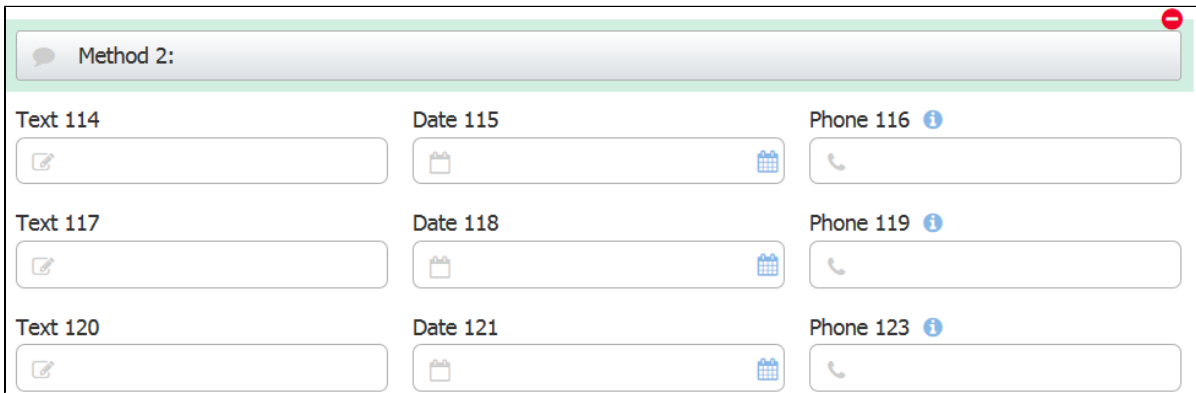 Method 2:
Text 114 Date 115 Phone 116
Text 117 Date 118 Phone 119
Text 120 Date 121 Phone 123